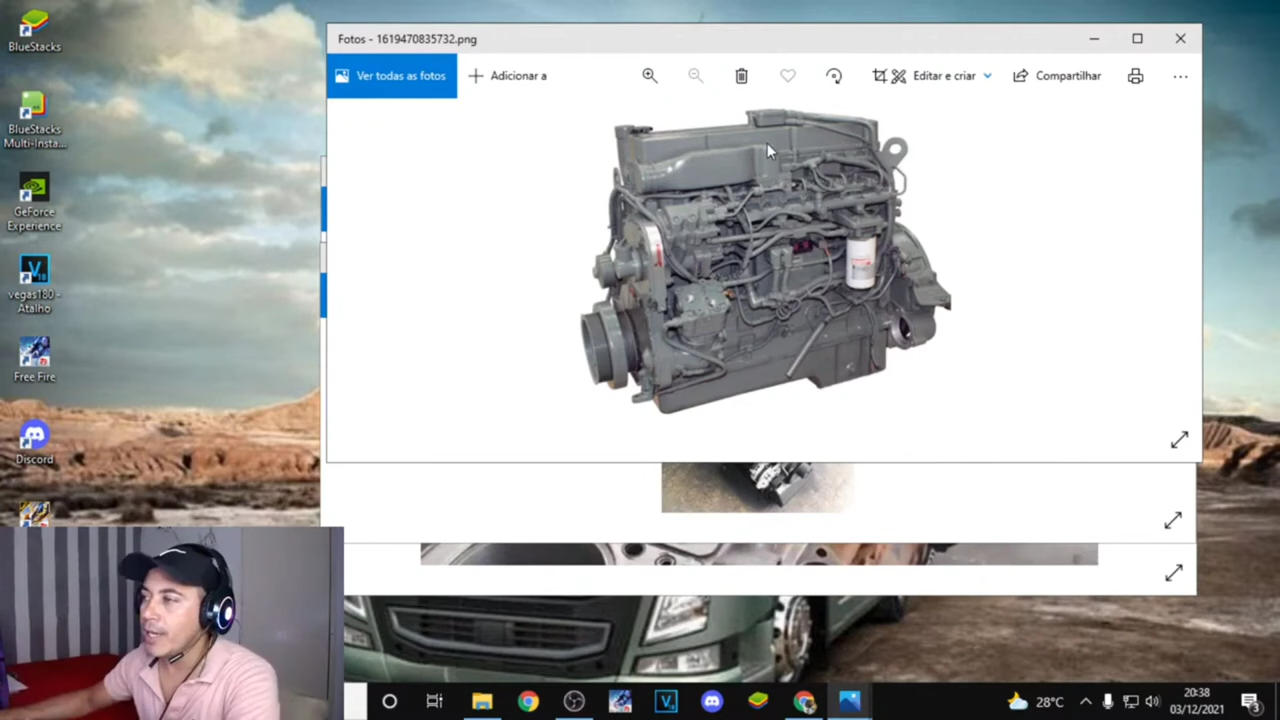 BlueStacks
BlueStacks
Multi-Insta...
GeForce
Experience
vegas180 -
Atalho
Free Fire
Discord
Fotos - 1619470835732.png
Ver todas as fotos
Adicionar a
Editar e criar
Compartilhar
28°C
20:38
03/12/2021
3